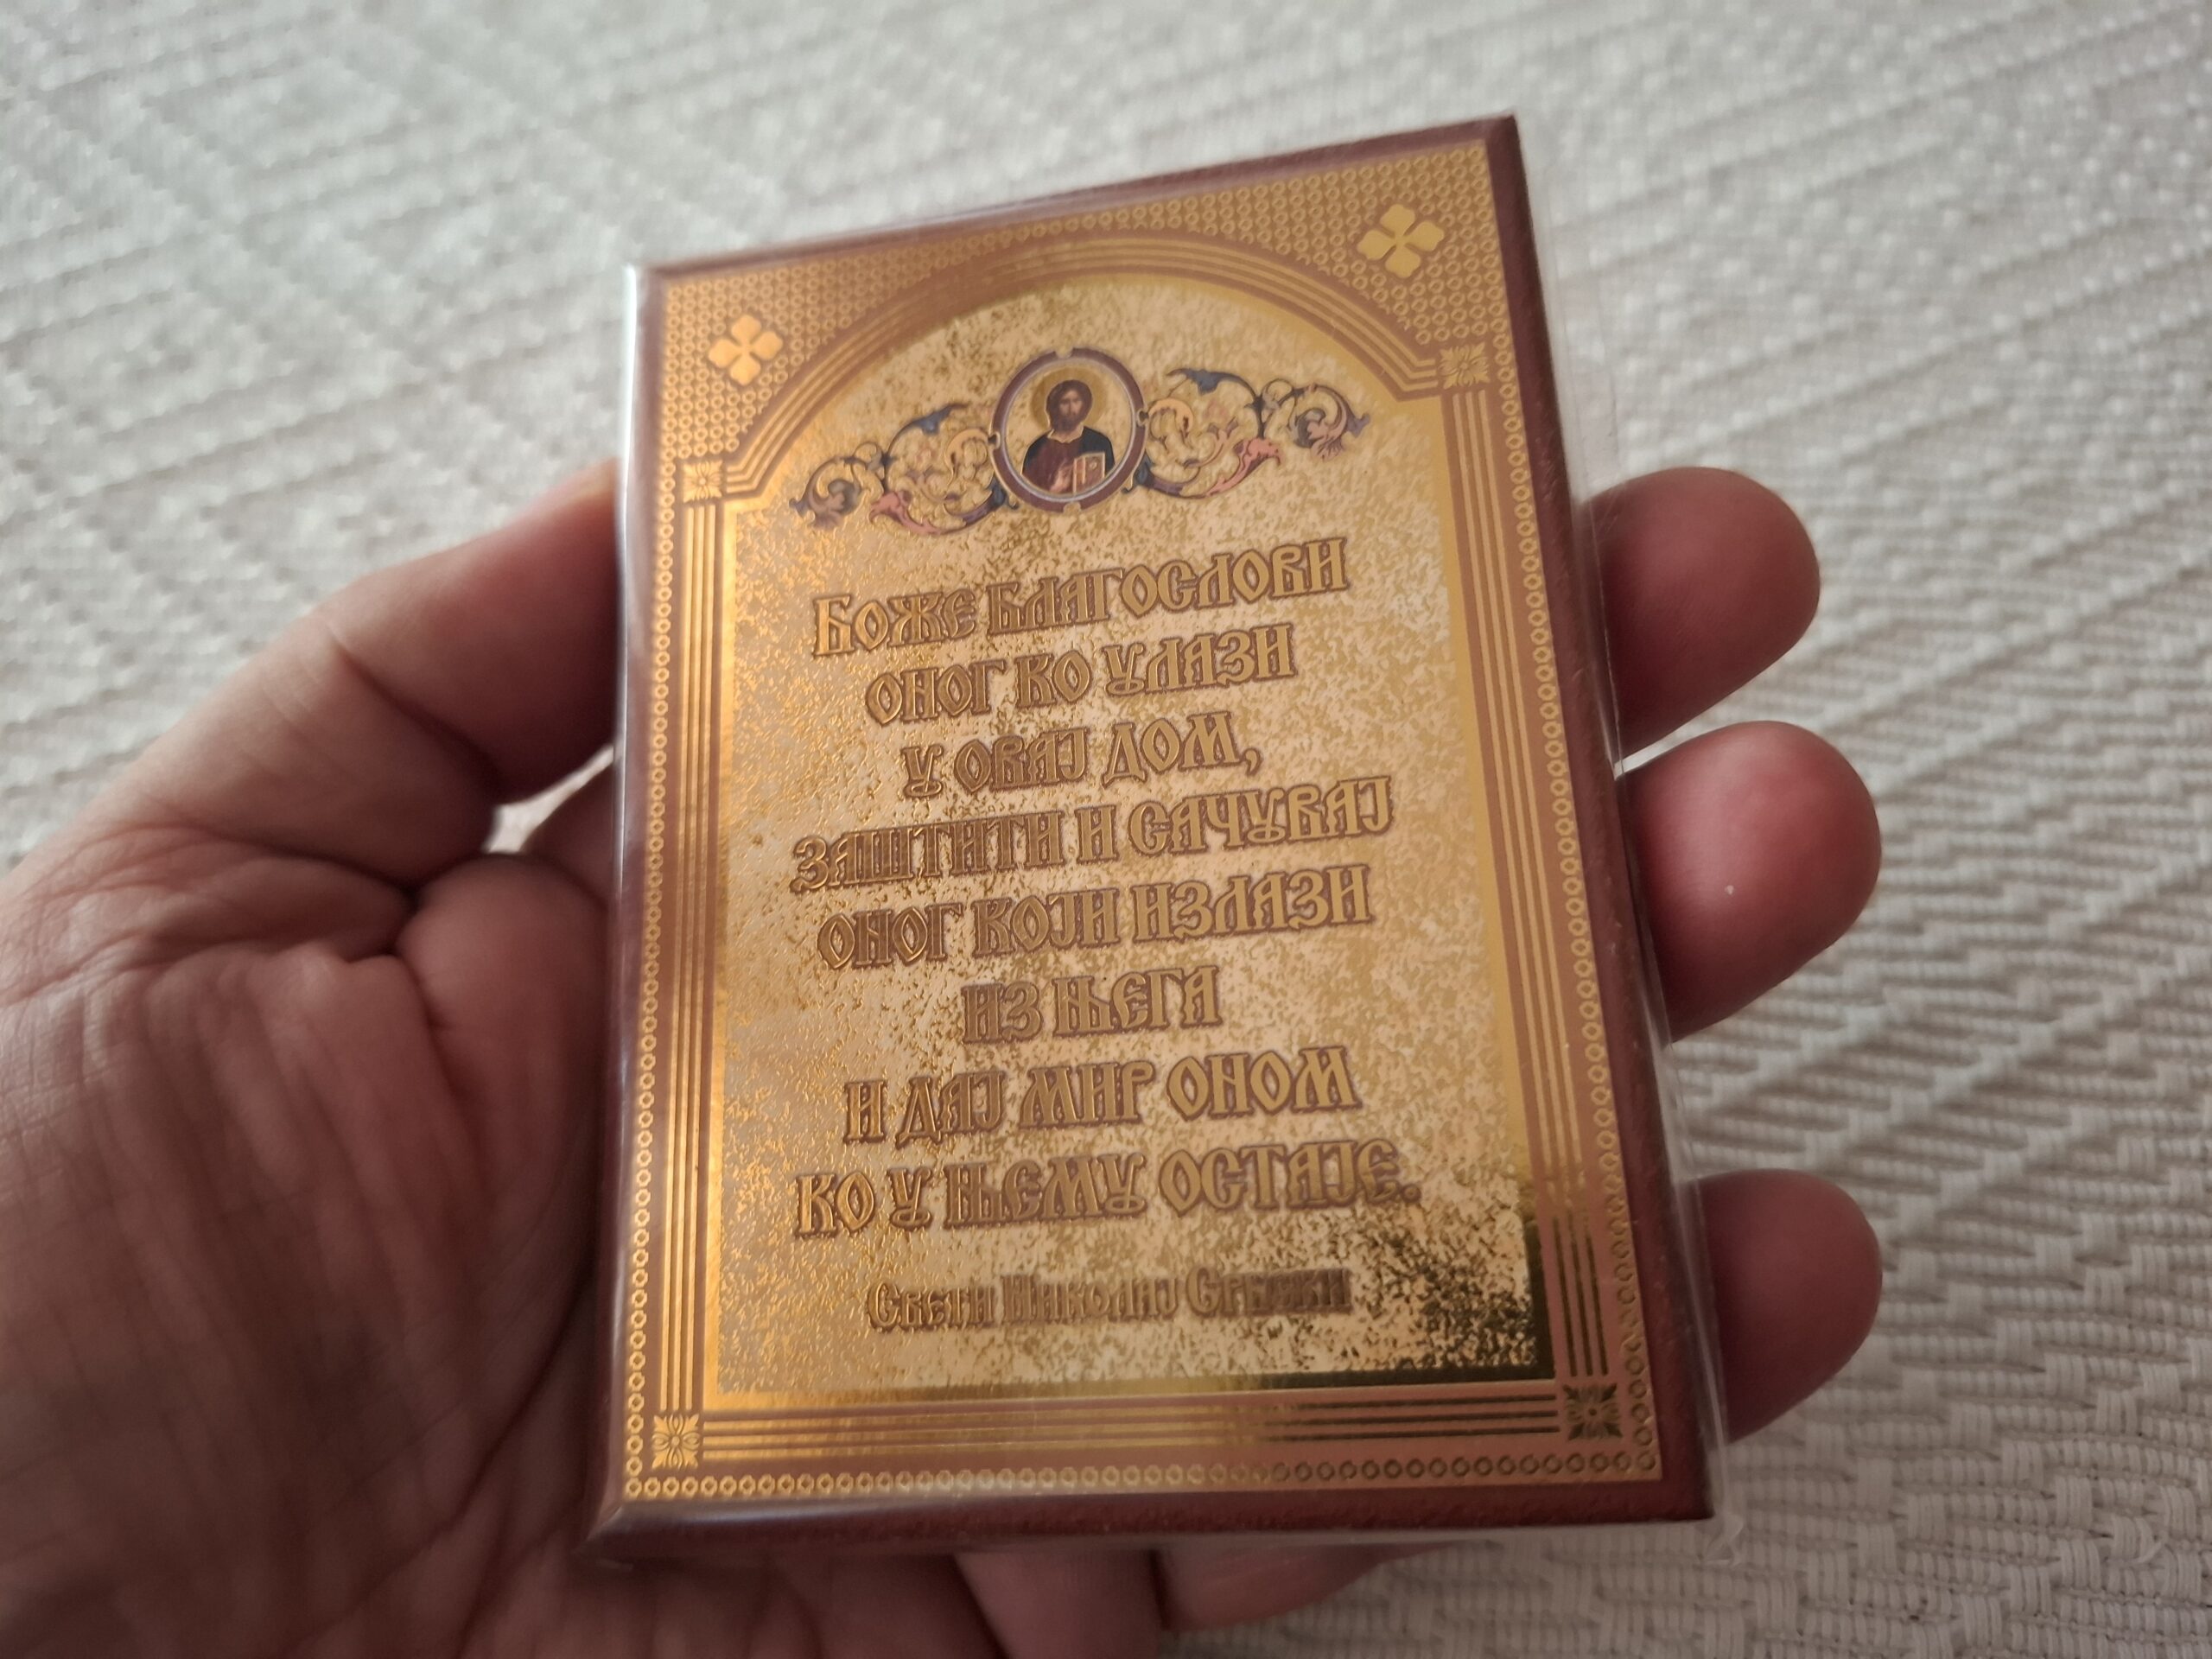 Боже благослови
оног ко улази
у овај дом,
заштити и сачувај
оног који излази
из њега
и дај мир оном
ко у њему остаје.
Свети Николај Српски